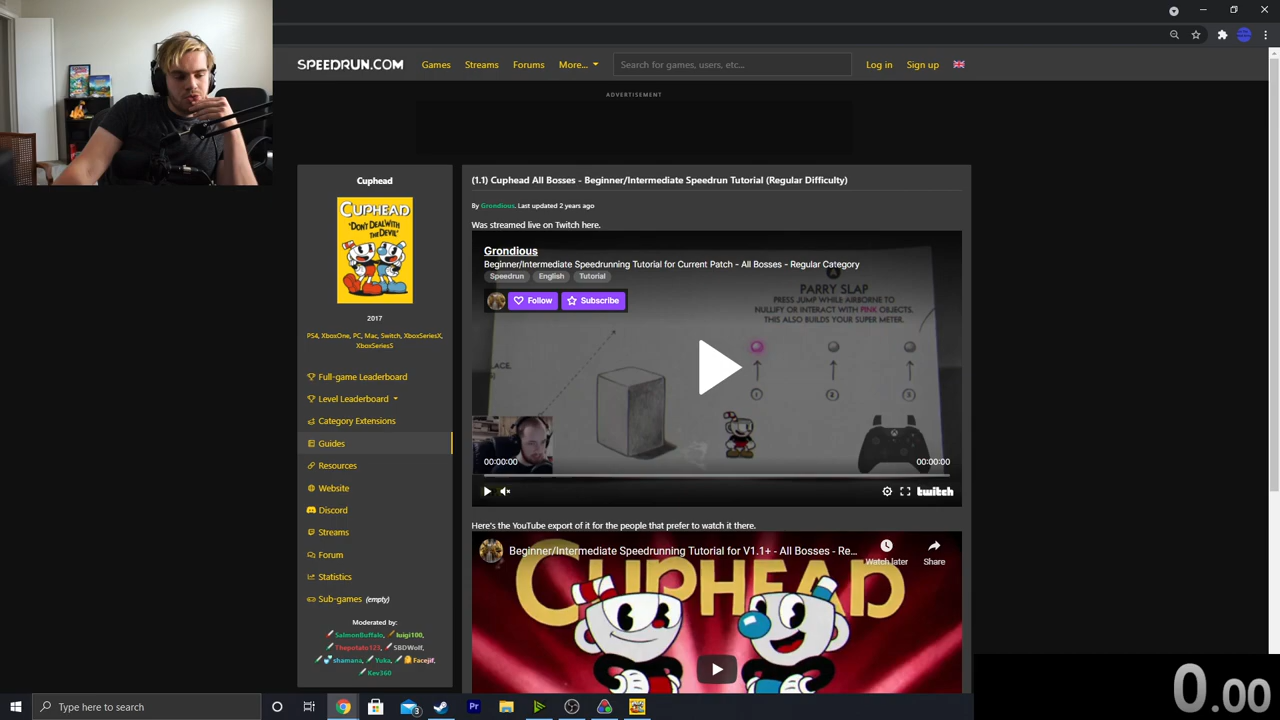 SPEEDRUN.COM
Games
Streams
Forums
More...
Search for games, users, etc...
Log in
Sign up
ADVERTISEMENT
Cuphead
CUPHEAD
"DON'T DEAL WITH
THE DEVIL"
2017
PS4, XboxOne, PC, Mac, Switch, XboxSeriesX,
XboxSeriesS
Full-game Leaderboard
Level Leaderboard
Category Extensions
Guides
Resources
Website
Discord
Streams
Forum
Statistics
Sub-games (empty)
Moderated by:
SalmonBuffalo, luigi100,
Thepotato123, SBDWolf,
shamana, Yuka, Facejif,
Kev360
(1.1) Cuphead All Bosses - Beginner/Intermediate Speedrun Tutorial (Regular Difficulty)
By Grondious. Last updated 2 years ago
Was streamed live on Twitch here.
Grondious
Beginner/Intermediate Speedrunning Tutorial for Current Patch - All Bosses - Regular Category
Speedrun English Tutorial
Follow
Subscribe
A
PARRY SLAP
PRESS JUMP WHILE AIRBORNE TO
NULLIFY OR INTERACT WITH PINK OBJECTS.
THIS ALSO BUILDS YOUR SUPER METER.
LACE.
1 2 3
00:00:00
00:00:00
twitch
Here's the YouTube export of it for the people that prefer to watch it there.
Beginner/Intermediate Speedrunning Tutorial for V1.1+ - All Bosses - Re...
Watch later
Share
CUPHEAD
Type here to search
3
Pr
0.00